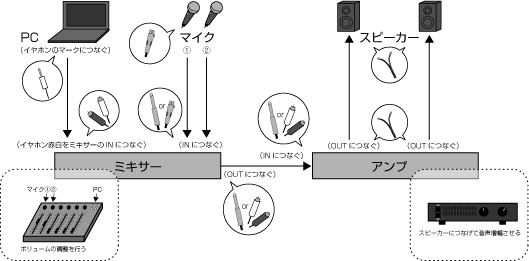 PC
(イヤホンのマークにつなぐ)
マイク
① ②
スピーカー
or
or
(イヤホン赤白をミキサーのINにつなぐ)
(INにつなぐ)
(INにつなぐ)
(OUTにつなぐ)
(OUTにつなぐ)
ミキサー
アンプ
(OUTにつなぐ)
or
マイク①② PC
ボリュームの調整を行う
スピーカーにつなげて音声増幅させる